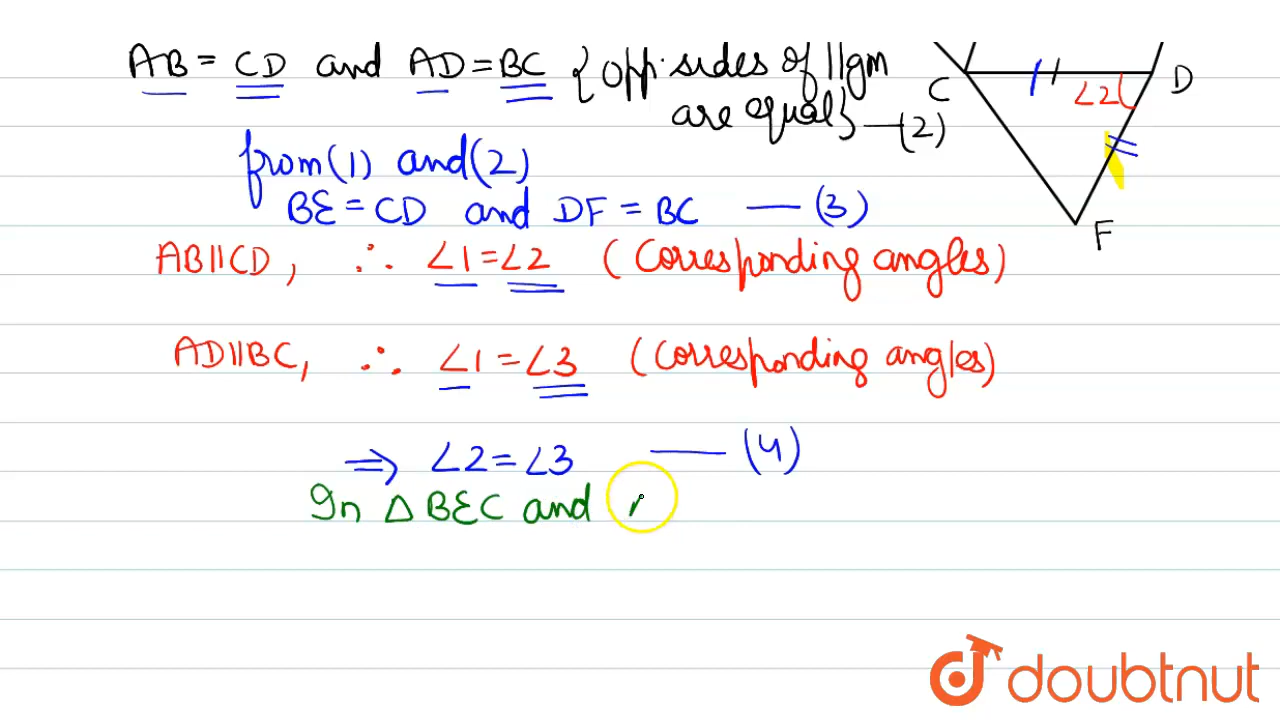 AB = CD and AD = BC {Opp. sides of ||gm
are equal} —(2)
C
D
∠2
F
from (1) and (2)
BE = CD and DF = BC — (3)
AB||CD, ∴ ∠1 = ∠2 (Corresponding angles)
AD||BC, ∴ ∠1 = ∠3 (Corresponding angles)
⇒ ∠2 = ∠3 — (4)
In △ BEC and
doubtnut